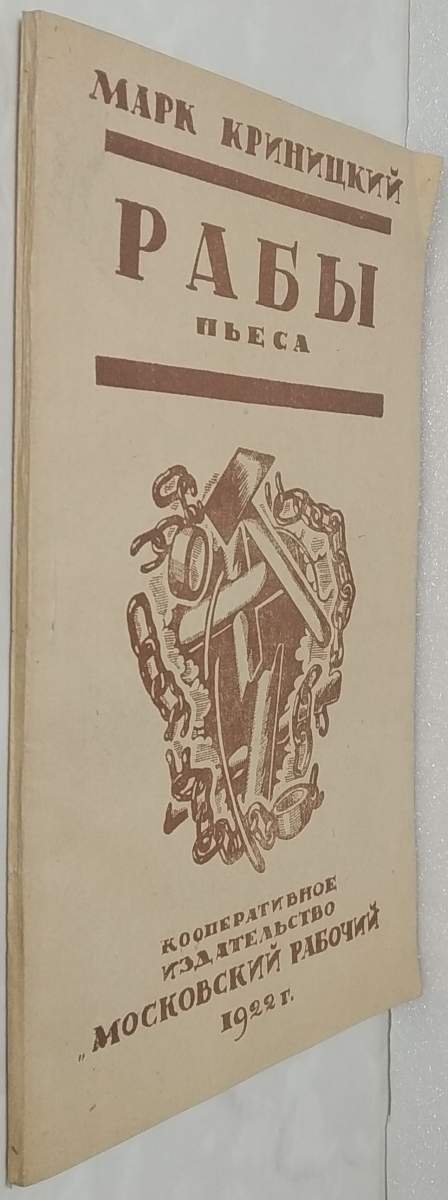 МАРК КРИНИЦКИЙ
РАБЫ
ПЬЕСА
КООПЕРАТИВНОЕ
ИЗДАТЕЛЬСТВО
„МОСКОВСКИЙ РАБОЧИЙ
1922 г.